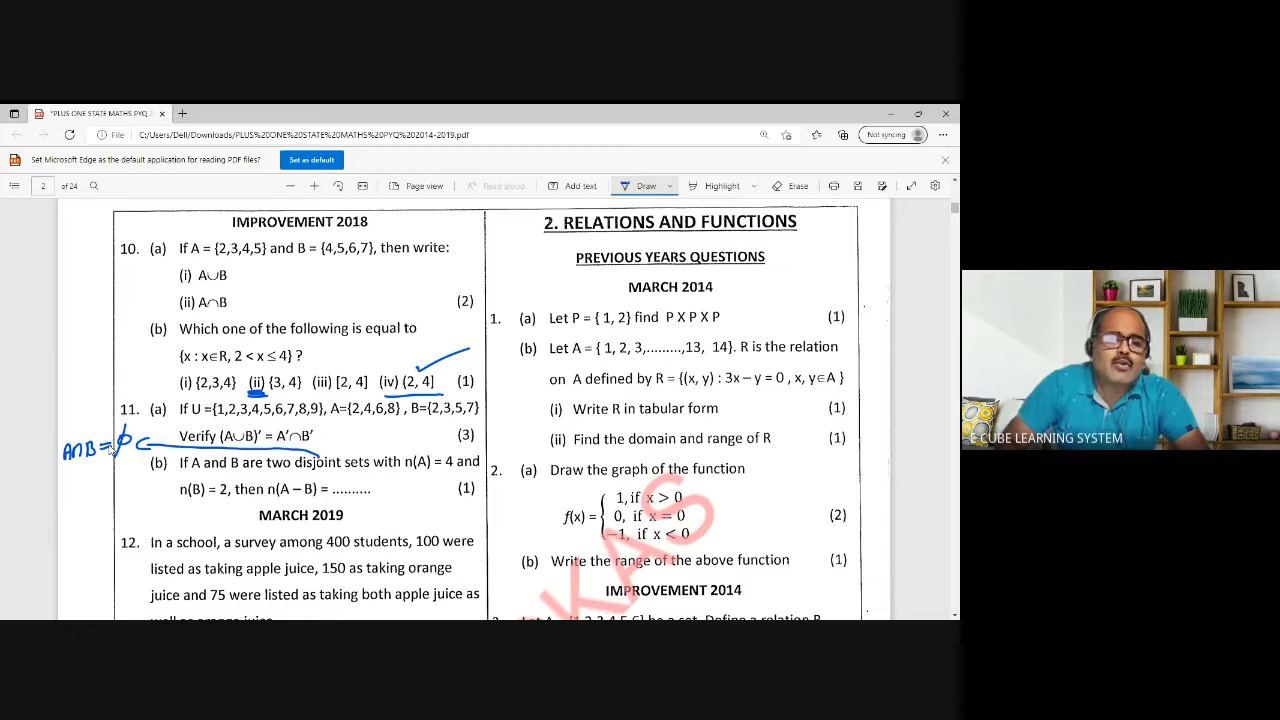 *PLUS ONE STATE MATHS PYQ 2
File
C:/Users/Dell/Downloads/PLUS%20ONE%20STATE%20MATHS%20PYQ%202014-2019.pdf
Not syncing
Set Microsoft Edge as the default application for reading PDF files?
Set as default
2 of 24
Page view
Read aloud
Add text
Draw
Highlight
Erase
IMPROVEMENT 2018
10. (a) If A = {2,3,4,5} and B = {4,5,6,7}, then write:
(i) A∪B
(ii) A∩B (2)
(b) Which one of the following is equal to
{x : x∈R, 2 < x ≤ 4} ?
(i) {2,3,4} (ii) {3, 4} (iii) [2, 4] (iv) (2, 4] (1)
11. (a) If U ={1,2,3,4,5,6,7,8,9}, A={2,4,6,8} , B={2,3,5,7}
Verify (A∪B)′ = A′∩B′ (3)
A∩B = ϕ
(b) If A and B are two disjoint sets with n(A) = 4 and
n(B) = 2, then n(A – B) = ..........  (1)
MARCH 2019
12. In a school, a survey among 400 students, 100 were
listed as taking apple juice, 150 as taking orange
juice and 75 were listed as taking both apple juice as
well as orange juice.
2. RELATIONS AND FUNCTIONS
PREVIOUS YEARS QUESTIONS
MARCH 2014
1. (a) Let P = { 1, 2} find P X P X P (1)
(b) Let A = { 1, 2, 3,.........,13, 14}. R is the relation
on A defined by R = {(x, y) : 3x – y = 0 , x, y∈A }
(i) Write R in tabular form (1)
(ii) Find the domain and range of R (1)
2. (a) Draw the graph of the function
f(x) = { 1, if x > 0
0, if x = 0 (2)
−1, if x < 0
(b) Write the range of the above function (1)
IMPROVEMENT 2014
KAS
C CUBE LEARNING SYSTEM